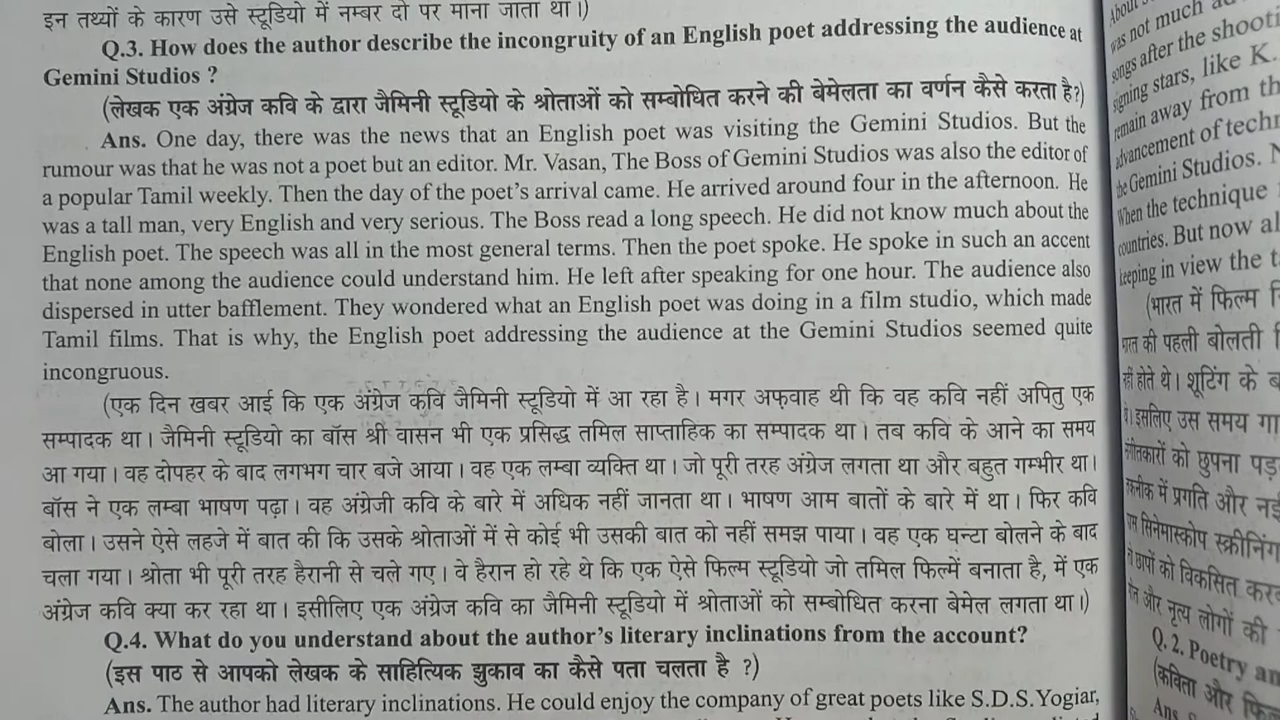 इन तथ्यों के कारण उसे स्टूडियो में नम्बर दो पर माना जाता था।)
Q.3. How does the author describe the incongruity of an English poet addressing the audience at
Gemini Studios ?
(लेखक एक अंग्रेज कवि के द्वारा जैमिनी स्टूडियो के श्रोताओं को सम्बोधित करने की बेमेलता का वर्णन कैसे करता है?)
Ans. One day, there was the news that an English poet was visiting the Gemini Studios. But the
rumour was that he was not a poet but an editor. Mr. Vasan, The Boss of Gemini Studios was also the editor of
a popular Tamil weekly. Then the day of the poet's arrival came. He arrived around four in the afternoon. He
was a tall man, very English and very serious. The Boss read a long speech. He did not know much about the
English poet. The speech was all in the most general terms. Then the poet spoke. He spoke in such an accent
that none among the audience could understand him. He left after speaking for one hour. The audience also
dispersed in utter bafflement. They wondered what an English poet was doing in a film studio, which made
Tamil films. That is why, the English poet addressing the audience at the Gemini Studios seemed quite
incongruous.
(एक दिन खबर आई कि एक अंग्रेज कवि जैमिनी स्टूडियो में आ रहा है। मगर अफ़वाह थी कि वह कवि नहीं अपितु एक
सम्पादक था। जैमिनी स्टूडियो का बॉस श्री वासन भी एक प्रसिद्ध तमिल साप्ताहिक का सम्पादक था। तब कवि के आने का समय
आ गया। वह दोपहर के बाद लगभग चार बजे आया। वह एक लम्बा व्यक्ति था। जो पूरी तरह अंग्रेज लगता था और बहुत गम्भीर था।
बॉस ने एक लम्बा भाषण पढ़ा। वह अंग्रेजी कवि के बारे में अधिक नहीं जानता था। भाषण आम बातों के बारे में था। फिर कवि
बोला। उसने ऐसे लहजे में बात की कि उसके श्रोताओं में से कोई भी उसकी बात को नहीं समझ पाया। वह एक घन्टा बोलने के बाद
चला गया। श्रोता भी पूरी तरह हैरानी से चले गए। वे हैरान हो रहे थे कि एक ऐसे फिल्म स्टूडियो जो तमिल फिल्में बनाता है, में एक
अंग्रेज कवि क्या कर रहा था। इसीलिए एक अंग्रेज कवि का जैमिनी स्टूडियो में श्रोताओं को सम्बोधित करना बेमेल लगता था।)
Q.4. What do you understand about the author's literary inclinations from the account?
(इस पाठ से आपको लेखक के साहित्यिक झुकाव का कैसे पता चलता है ?)
Ans. The author had literary inclinations. He could enjoy the company of great poets like S.D.S. Yogiar,
About
was not much
songs after the shooti
signing stars, like K.
remain away from th
advancement of techn
the Gemini Studios.
When the technique
countries. But now al
keeping in view the t
(भारत में फिल्म
भारत की पहली बोलती
नहीं होते थे। शूटिंग के ब
थे। इसलिए उस समय गा
संगीतकारों को छुपना पड़
तकनीक में प्रगति और नई
सिनेमास्कोप स्क्रीनिंग
को विकसित कर
और नृत्य लोगों की
Q. 2. Poetry an
(कविता और फिल
Ans.